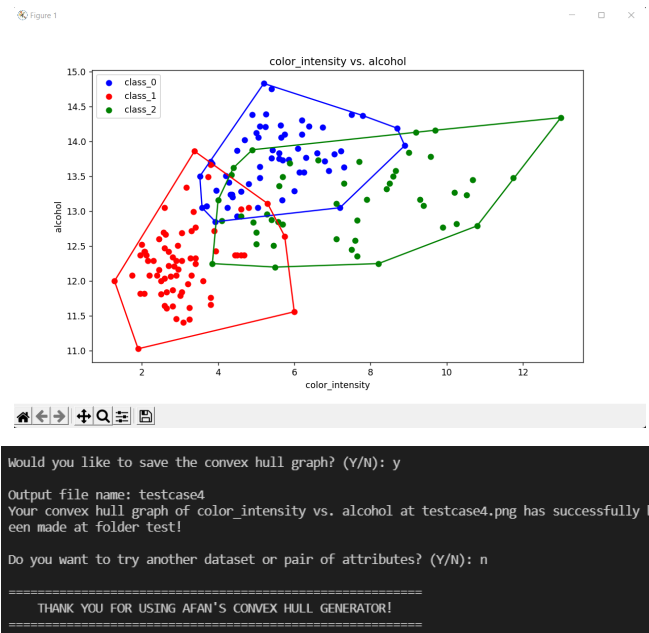 Figure 1
color_intensity vs. alcohol
class_0
class_1
class_2
15.0
14.5
14.0
13.5
13.0
12.5
12.0
11.5
11.0
alcohol
2 4 6 8 10 12
color_intensity
Would you like to save the convex hull graph? (Y/N): y
Output file name: testcase4
Your convex hull graph of color_intensity vs. alcohol at testcase4.png has successfully b
een made at folder test!
Do you want to try another dataset or pair of attributes? (Y/N): n
====================================================
THANK YOU FOR USING AFAN'S CONVEX HULL GENERATOR!
====================================================